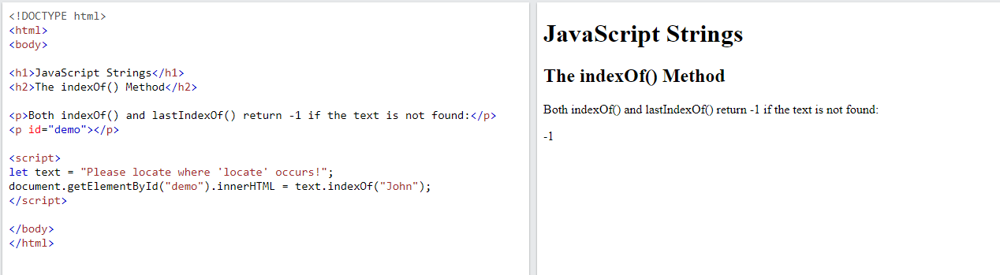 <!DOCTYPE html>
<html>
<body>
<h1>JavaScript Strings</h1>
<h2>The indexOf() Method</h2>
<p>Both indexOf() and lastIndexOf() return -1 if the text is not found:</p>
<p id="demo"></p>
<script>
let text = "Please locate where 'locate' occurs!";
document.getElementById("demo").innerHTML = text.indexOf("John");
</script>
</body>
</html>
JavaScript Strings
The indexOf() Method
Both indexOf() and lastIndexOf() return -1 if the text is not found:
-1